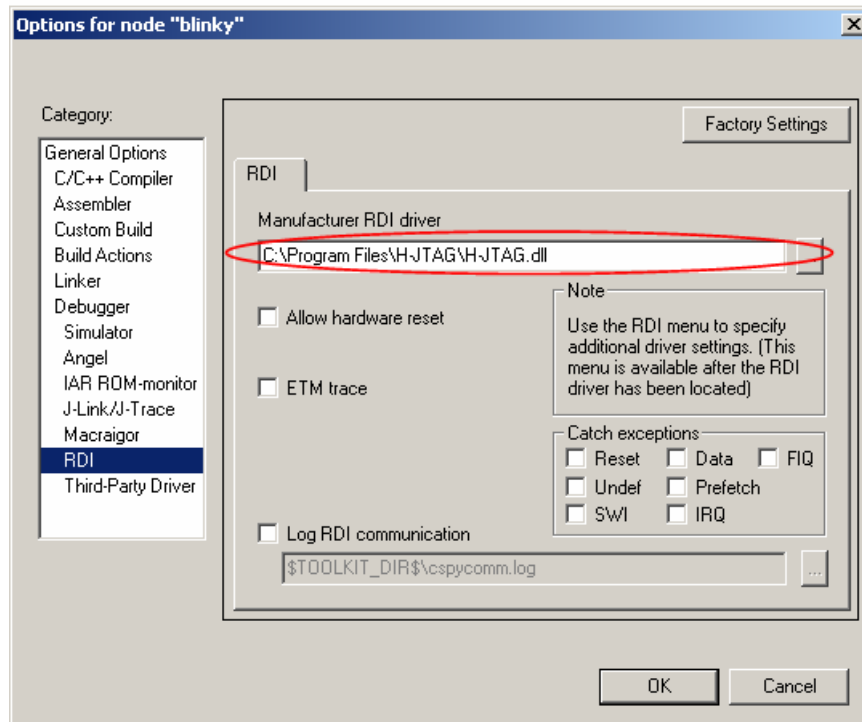 Options for node "blinky"
Category:
General Options
C/C++ Compiler
Assembler
Custom Build
Build Actions
Linker
Debugger
Simulator
Angel
IAR ROM-monitor
J-Link/J-Trace
Macraigor
RDI
Third-Party Driver
Factory Settings
RDI
Manufacturer RDI driver
C:\Program Files\H-JTAG\H-JTAG.dll
Allow hardware reset
ETM trace
Note
Use the RDI menu to specify
additional driver settings. (This
menu is available after the RDI
driver has been located)
Catch exceptions
Reset Data FIQ
Undef Prefetch
SWI IRQ
Log RDI communication
$TOOLKIT_DIR$\cspycomm.log
...
OK Cancel